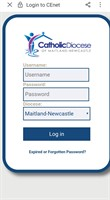 Login to CEnet
CatholicDiocese
OF MAITLAND-NEWCASTLE
Username:
Username
Password:
Password
Diocese:
Maitland-Newcastle
Log in
Expired or Forgotten Password?